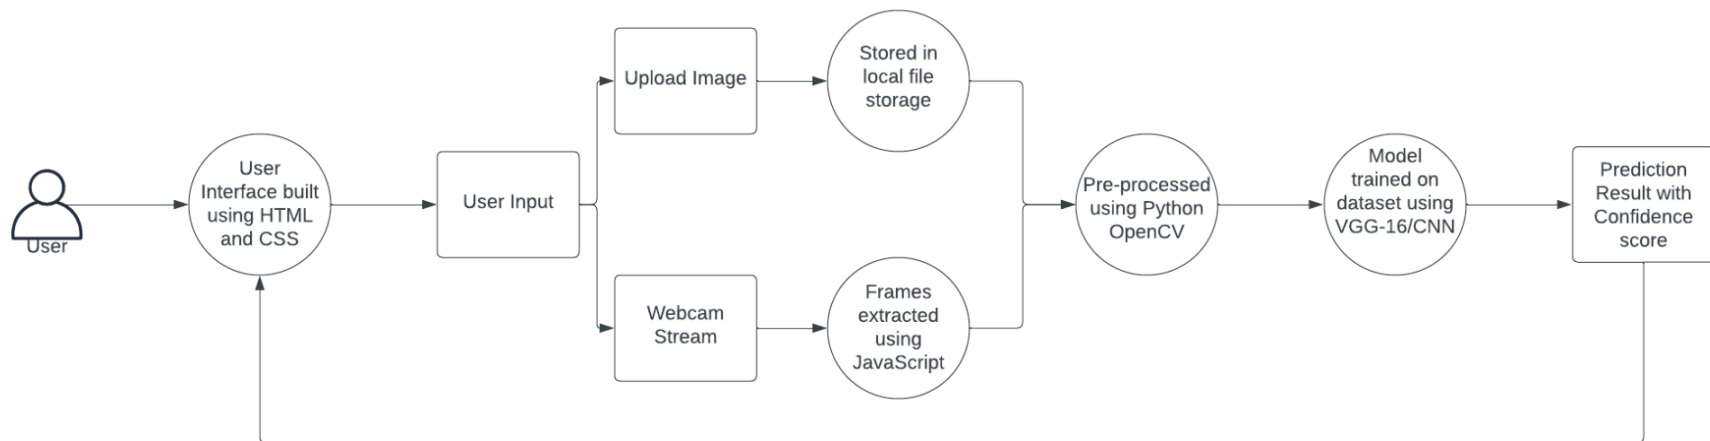 User
User
Interface built
using HTML
and CSS
User Input
Upload Image
Stored in
local file
storage
Webcam
Stream
Frames
extracted
using
JavaScript
Pre-processed
using Python
OpenCV
Model
trained on
dataset using
VGG-16/CNN
Prediction
Result with
Confidence
score